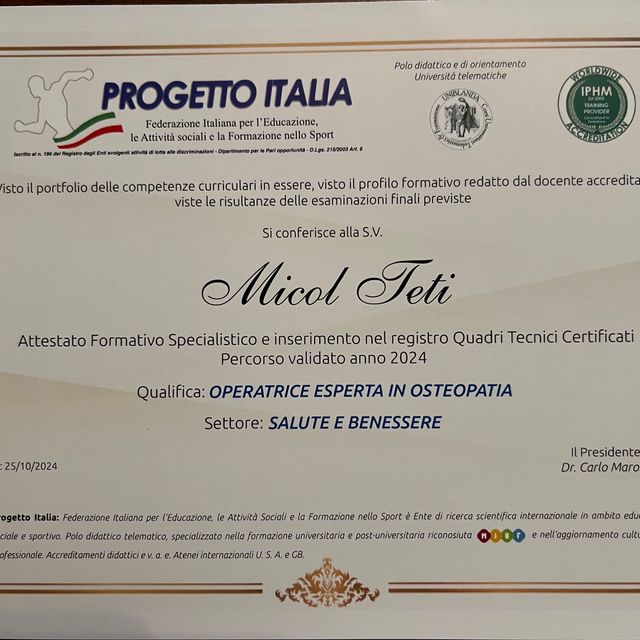 PROGETTO ITALIA
Federazione Italiana per l'Educazione,
le Attività sociali e la Formazione nello Sport
Iscritto al n. 196 del Registro degli Enti svolgenti attività di lotta alle discriminazioni - Dipartimento per le Pari opportunità - D.Lgs. 215/2003 Art. 6
Polo didattico e di orientamento
Università telematiche
UNIBLANDA
WORLDWIDE
IPHM
TRAINING
PROVIDER
ACCREDITATION
Visto il portfolio delle competenze curriculari in essere, visto il profilo formativo redatto dal docente accredita
viste le risultanze delle esaminazioni finali previste
Si conferisce alla S.V.
Micol Teti
Attestato Formativo Specialistico e inserimento nel registro Quadri Tecnici Certificati
Percorso validato anno 2024
Qualifica: OPERATRICE ESPERTA IN OSTEOPATIA
Settore: SALUTE E BENESSERE
: 25/10/2024
Il Presidente
Dr. Carlo Maro
rogetto Italia: Federazione Italiana per l'Educazione, le Attività Sociali e la Formazione nello Sport è Ente di ricerca scientifica internazionale in ambito educ
ciale e sportivo. Polo didattico telematico, specializzato nella formazione universitaria e post-universitaria riconosiuta e nell'aggiornamento cultu
rofessionale. Accreditamenti didattici e v. a. e. Atenei internazionali U. S. A. e GB.